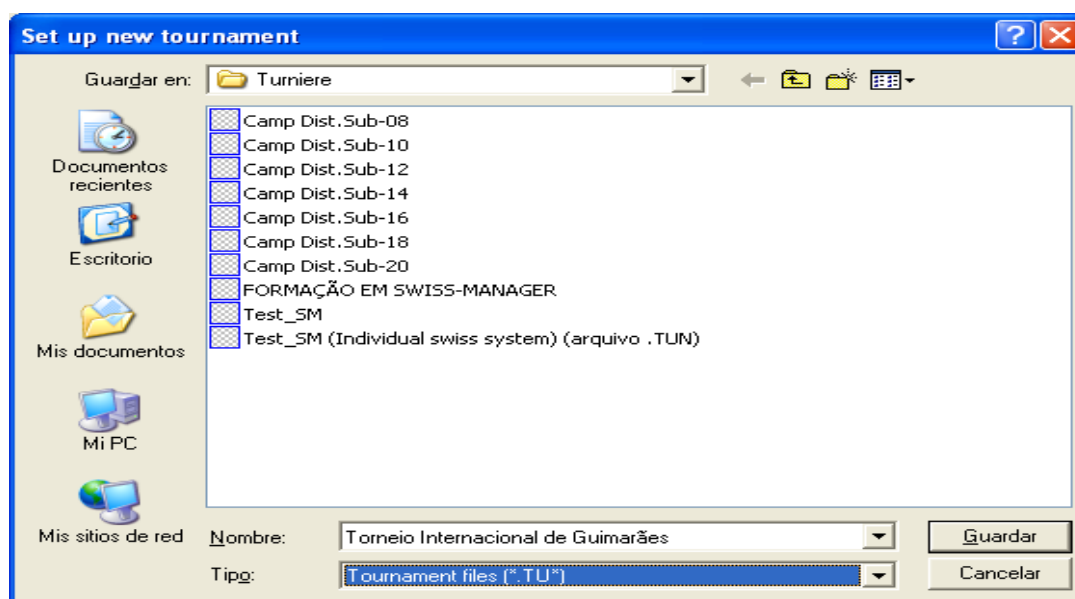 Set up new tournament
Guardar en: Turniere
Camp Dist.Sub-08
Camp Dist.Sub-10
Camp Dist.Sub-12
Camp Dist.Sub-14
Camp Dist.Sub-16
Camp Dist.Sub-18
Camp Dist.Sub-20
FORMAÇÃO EM SWISS-MANAGER
Test_SM
Test_SM (Individual swiss system) (arquivo .TUN)
Documentos
recientes
Escritorio
Mis documentos
Mi PC
Mis sitios de red
Nombre: Torneio Internacional de Guimarães Guardar
Tipo: Tournament files (*.TU*) Cancelar